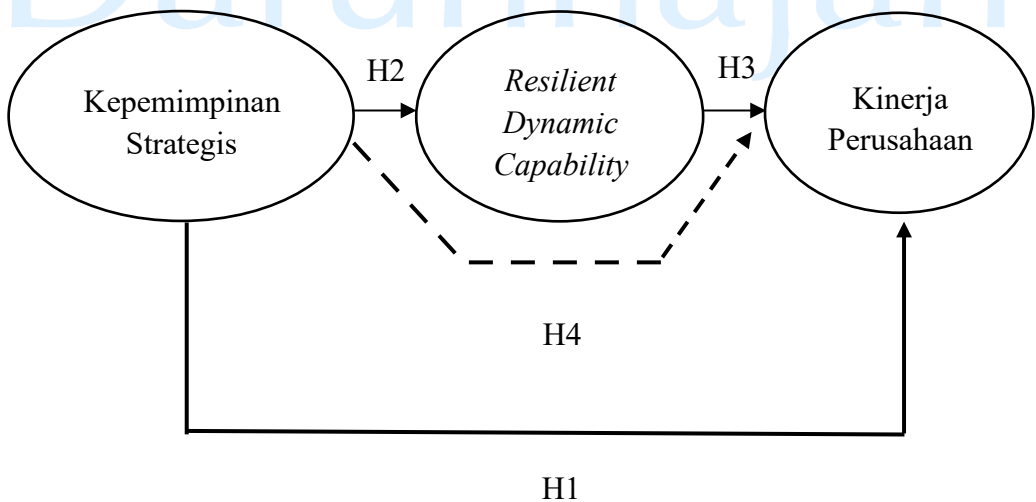 Kepemimpinan
Strategis
H2
Resilient
Dynamic
Capability
H3
Kinerja
Perusahaan
H4
H1